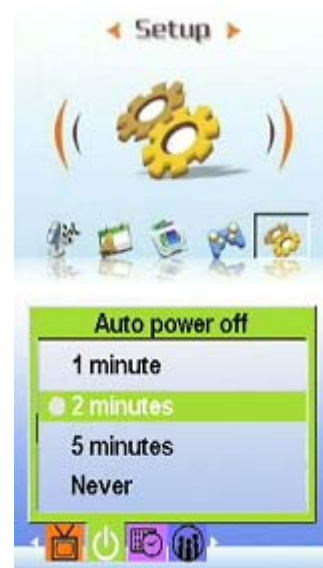 Setup
Auto power off
1 minute
2 minutes
5 minutes
Never